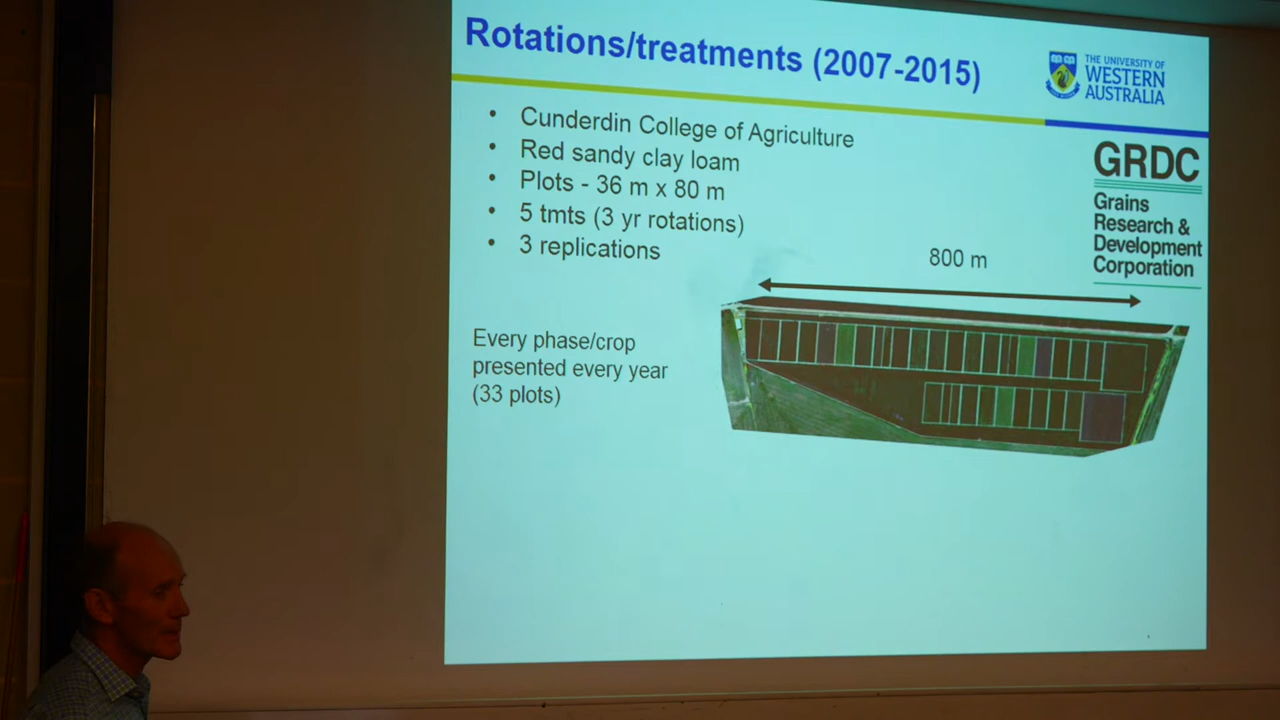 Rotations/treatments (2007-2015)
THE UNIVERSITY OF
WESTERN
AUSTRALIA
• Cunderdin College of Agriculture
• Red sandy clay loam
• Plots - 36 m x 80 m
• 5 tmts (3 yr rotations)
• 3 replications
GRDC
Grains
Research &
Development
Corporation
800 m
Every phase/crop
presented every year
(33 plots)